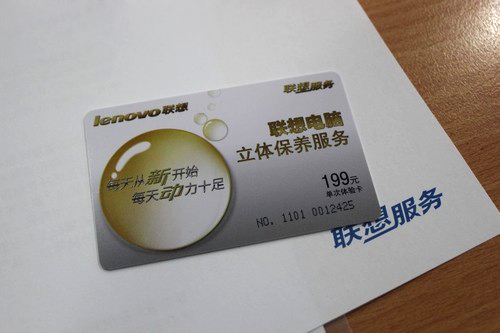 lenovo联想
联想服务
联想电脑
立体保养服务
每天从新开始
每天动力十足
199元
单次体验卡
NO. 1101 0012425
联想服务